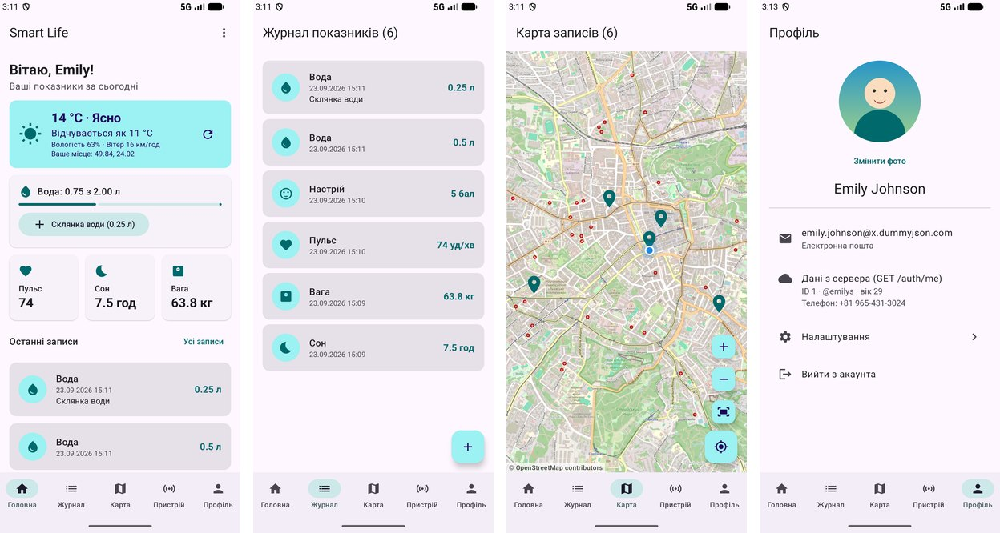 3:11
5G
Smart Life
Вітаю, Emily!
Ваші показники за сьогодні
14 °C · Ясно
Відчувається як 11 °C
Вологість 63% · Вітер 16 км/год
Ваше місце: 49.84, 24.02
Вода: 0.75 з 2.00 л
Склянка води (0.25 л)
Пульс
74
Сон
7.5 год
Вага
63.8 кг
Останні записи
Усі записи
Вода
23.09.2026 15:11
Склянка води
0.25 л
Вода
23.09.2026 15:11
0.5 л
Головна
Журнал
Карта
Пристрій
Профіль
3:11
5G
Журнал показників (6)
Вода
23.09.2026 15:11
Склянка води
0.25 л
Вода
23.09.2026 15:11
0.5 л
Настрій
23.09.2026 15:10
5 бал
Пульс
23.09.2026 15:10
74 уд/хв
Вага
23.09.2026 15:09
63.8 кг
Сон
23.09.2026 15:09
7.5 год
Головна
Журнал
Карта
Пристрій
Профіль
3:11
5G
Карта записів (6)
© OpenStreetMap contributors
Головна
Журнал
Карта
Пристрій
Профіль
3:13
5G
Профіль
Змінити фото
Emily Johnson
emily.johnson@x.dummyjson.com
Електронна пошта
Дані з сервера (GET /auth/me)
ID 1 · @emilys · вік 29
Телефон: +81 965-431-3024
Налаштування
Вийти з акаунта
Головна
Журнал
Карта
Пристрій
Профіль